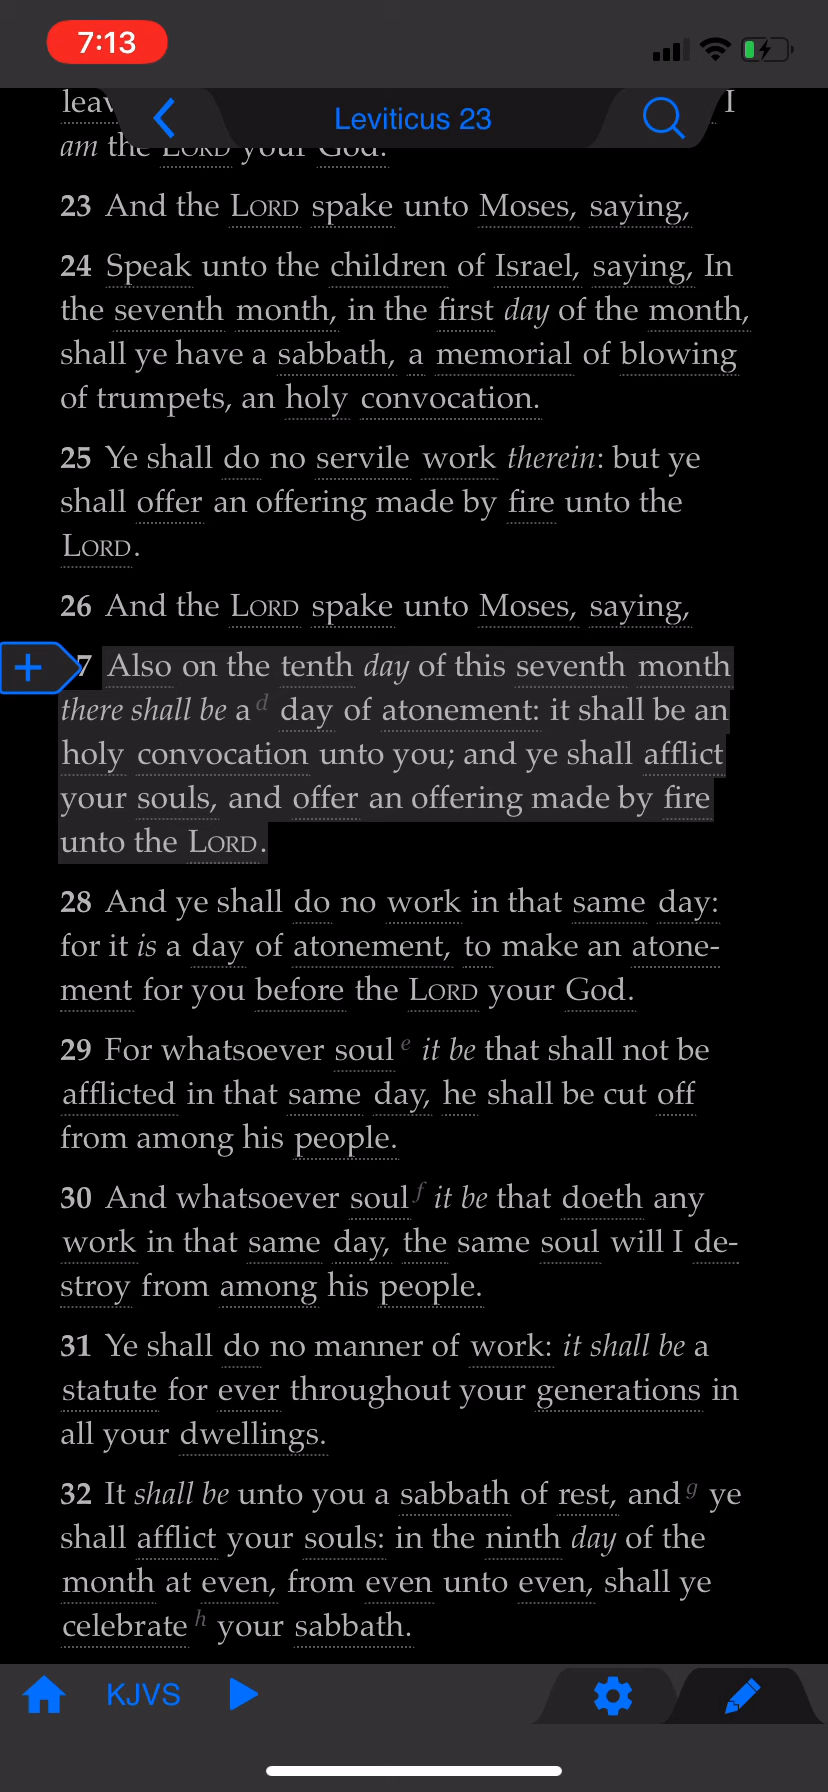 7:13
leav I
Leviticus 23
am the LORD your God.
23 And the LORD spake unto Moses, saying,
24 Speak unto the children of Israel, saying, In
the seventh month, in the first day of the month,
shall ye have a sabbath, a memorial of blowing
of trumpets, an holy convocation.
25 Ye shall do no servile work therein: but ye
shall offer an offering made by fire unto the
LORD.
26 And the LORD spake unto Moses, saying,
7 Also on the tenth day of this seventh month
there shall be a d day of atonement: it shall be an
holy convocation unto you; and ye shall afflict
your souls, and offer an offering made by fire
unto the LORD.
28 And ye shall do no work in that same day:
for it is a day of atonement, to make an atone-
ment for you before the LORD your God.
29 For whatsoever soul e it be that shall not be
afflicted in that same day, he shall be cut off
from among his people.
30 And whatsoever soul f it be that doeth any
work in that same day, the same soul will I de-
stroy from among his people.
31 Ye shall do no manner of work: it shall be a
statute for ever throughout your generations in
all your dwellings.
32 It shall be unto you a sabbath of rest, and g ye
shall afflict your souls: in the ninth day of the
month at even, from even unto even, shall ye
celebrate h your sabbath.
KJVS